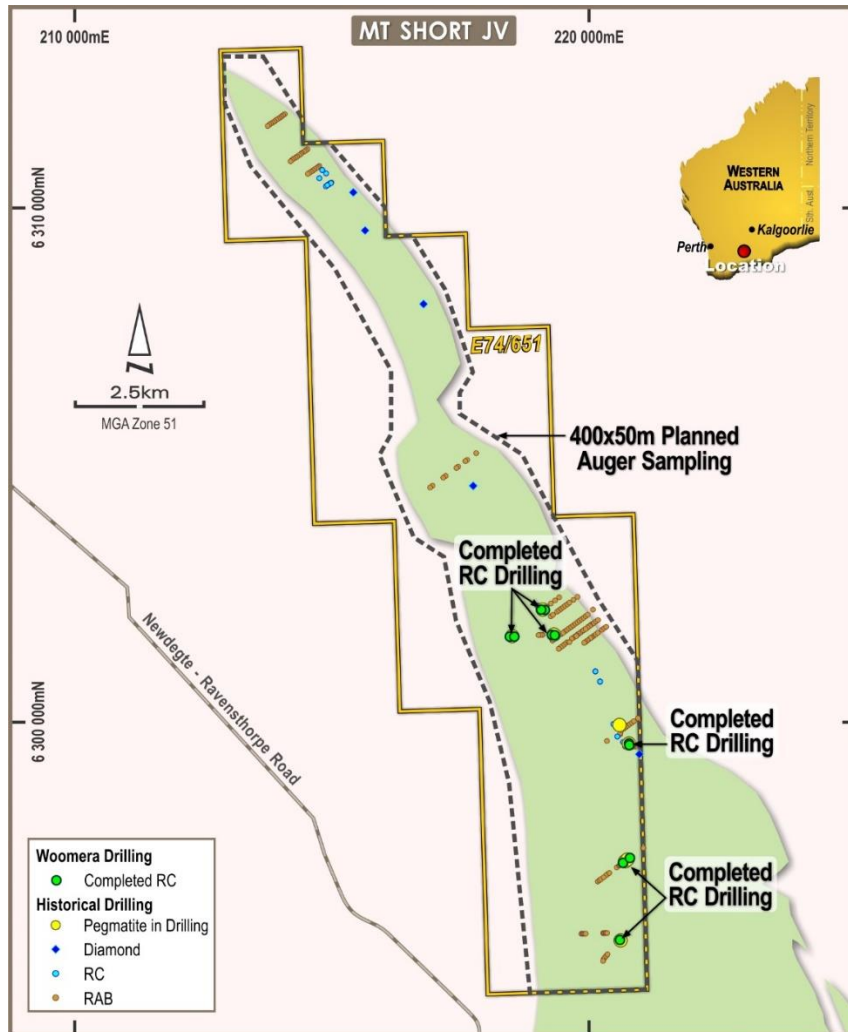 210 000mE
220 000mE
MT SHORT JV
Northern Territory
Sth. Aust
WESTERN
AUSTRALIA
Kalgoorlie
Perth
Location
6 310 000mN
E74/651
N
2.5km
MGA Zone 51
400x50m Planned
Auger Sampling
Completed
RC Drilling
Newdegte - Ravensthorpe Road
6 300 000mN
Completed
RC Drilling
Completed
RC Drilling
Woomera Drilling
Completed RC
Historical Drilling
Pegmatite in Drilling
Diamond
RC
RAB